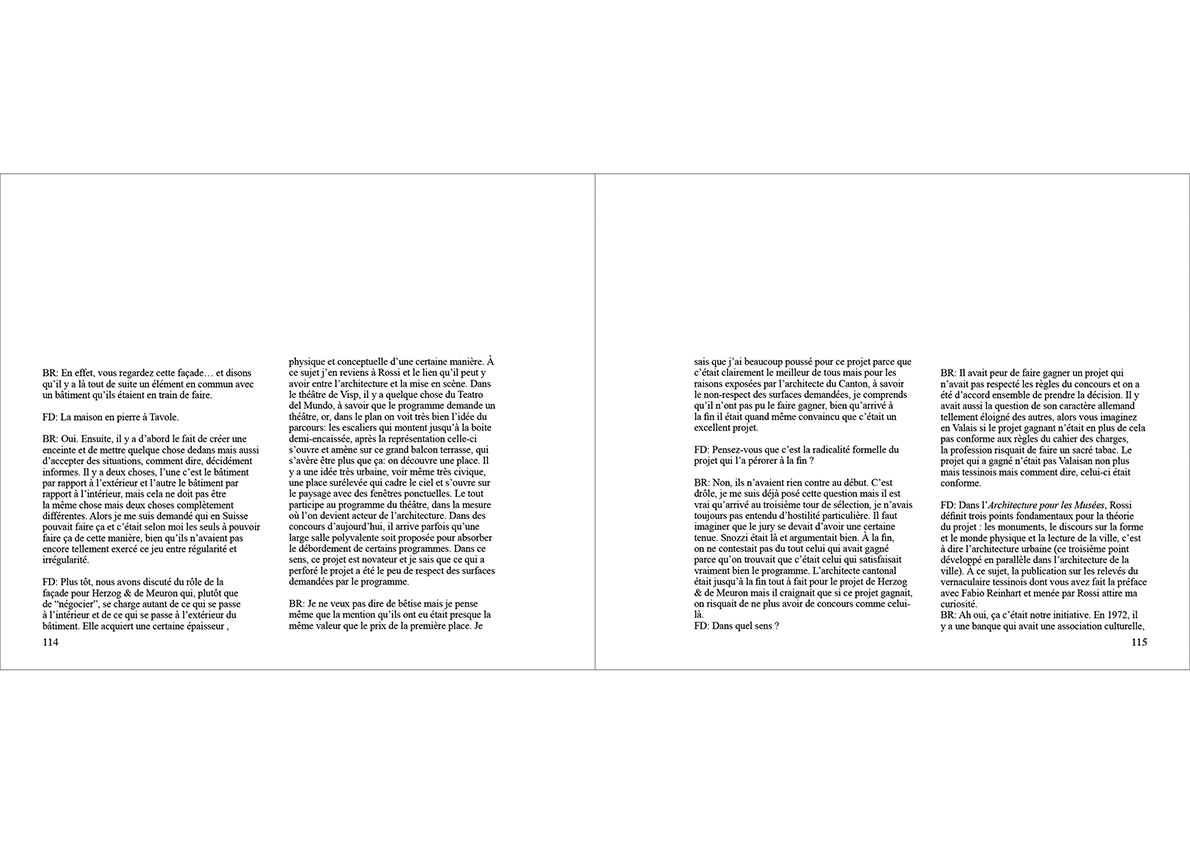 BR: En effet, vous regardez cette façade… et disons
qu’il y a là tout de suite un élément en commun avec
un bâtiment qu’ils étaient en train de faire.
FD: La maison en pierre à Tavole.
BR: Oui. Ensuite, il y a d’abord le fait de créer une
enceinte et de mettre quelque chose dedans mais aussi
d’accepter des situations, comment dire, décidément
informes. Il y a deux choses, l’une c’est le bâtiment
par rapport à l’extérieur et l’autre le bâtiment par
rapport à l’intérieur, mais cela ne doit pas être
la même chose mais deux choses complètement
différentes. Alors je me suis demandé qui en Suisse
pouvait faire ça et c’était selon moi les seuls à pouvoir
faire ça de cette manière, bien qu’ils n’avaient pas
encore tellement exercé ce jeu entre régularité et
irrégularité.
FD: Plus tôt, nous avons discuté du rôle de la
façade pour Herzog & de Meuron qui, plutôt que
de “négocier”, se charge autant de ce qui se passe
à l’intérieur et de ce qui se passe à l’extérieur du
bâtiment. Elle acquiert une certaine épaisseur ,
114
physique et conceptuelle d’une certaine manière. À
ce sujet j’en reviens à Rossi et le lien qu’il peut y
avoir entre l’architecture et la mise en scène. Dans
le théâtre de Visp, il y a quelque chose du Teatro
del Mundo, à savoir que le programme demande un
théâtre, or, dans le plan on voit très bien l’idée du
parcours: les escaliers qui montent jusqu’à la boite
demi-encaissée, après la représentation celle-ci
s’ouvre et amène sur ce grand balcon terrasse, qui
s’avère être plus que ça: on découvre une place. Il
y a une idée très urbaine, voir même très civique,
une place surélevée qui cadre le ciel et s’ouvre sur
le paysage avec des fenêtres ponctuelles. Le tout
participe au programme du théâtre, dans la mesure
où l’on devient acteur de l’architecture. Dans des
concours d’aujourd’hui, il arrive parfois qu’une
large salle polyvalente soit proposée pour absorber
le débordement de certains programmes. Dans ce
sens, ce projet est novateur et je sais que ce qui a
perforé le projet a été le peu de respect des surfaces
demandées par le programme.
BR: Je ne veux pas dire de bêtise mais je pense
même que la mention qu’ils ont eu était presque la
même valeur que le prix de la première place. Je
sais que j’ai beaucoup poussé pour ce projet parce que
c’était clairement le meilleur de tous mais pour les
raisons exposées par l’architecte du Canton, à savoir
le non-respect des surfaces demandées, je comprends
qu’il n’ont pas pu le faire gagner, bien qu’arrivé à
la fin il était quand même convaincu que c’était un
excellent projet.
FD: Pensez-vous que c’est la radicalité formelle du
projet qui l’a pérorer à la fin ?
BR: Non, ils n’avaient rien contre au début. C’est
drôle, je me suis déjà posé cette question mais il est
vrai qu’arrivé au troisième tour de sélection, je n’avais
toujours pas entendu d’hostilité particulière. Il faut
imaginer que le jury se devait d’avoir une certaine
tenue. Snozzi était là et argumentait bien. À la fin,
on ne contestait pas du tout celui qui avait gagné
parce qu’on trouvait que c’était celui qui satisfaisait
vraiment bien le programme. L’architecte cantonal
était jusqu’à la fin tout à fait pour le projet de Herzog
& de Meuron mais il craignait que si ce projet gagnait,
on risquait de ne plus avoir de concours comme celui-
là.
FD: Dans quel sens ?
BR: Il avait peur de faire gagner un projet qui
n’avait pas respecté les règles du concours et on a
été d’accord ensemble de prendre la décision. Il y
avait aussi la question de son caractère allemand
tellement éloigné des autres, alors vous imaginez
en Valais si le projet gagnant n’était en plus de cela
pas conforme aux règles du cahier des charges,
la profession risquait de faire un sacré tabac. Le
projet qui a gagné n’était pas Valaisan non plus
mais tessinois mais comment dire, celui-ci était
conforme.
FD: Dans l’Architecture pour les Musées, Rossi
définit trois points fondamentaux pour la théorie
du projet : les monuments, le discours sur la forme
et le monde physique et la lecture de la ville, c’est
à dire l’architecture urbaine (ce troisième point
développé en parallèle dans l’architecture de la
ville). À ce sujet, la publication sur les relevés du
vernaculaire tessinois dont vous avez fait la préface
avec Fabio Reinhart et menée par Rossi attire ma
curiosité.
BR: Ah oui, ça c’était notre initiative. En 1972, il
y a une banque qui avait une association culturelle,
115